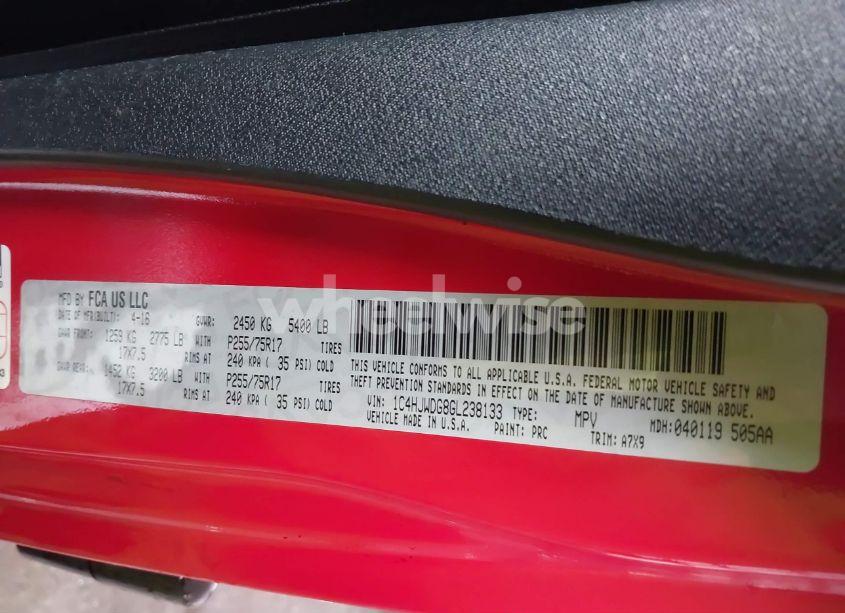 MFD BY FCA US LLC
DATE OF MFR(BUILT): 4-16 GVWR: 2450 KG 5400 LB
GAWR FRONT: 1259 KG 2775 LB WITH P255/75R17 TIRES
17X7.5 RIMS AT 240 KPA ( 35 PSI) COLD
GAWR REAR: 1452 KG 3200 LB WITH P255/75R17 TIRES
17X7.5 RIMS AT 240 KPA ( 35 PSI) COLD
THIS VEHICLE CONFORMS TO ALL APPLICABLE U.S.A. FEDERAL MOTOR VEHICLE SAFETY AND
THEFT PREVENTION STANDARDS IN EFFECT ON THE DATE OF MANUFACTURE SHOWN ABOVE.
VIN: 1C4HJWDG8GL238133 TYPE: MPV MDH: 040119 505AA
VEHICLE MADE IN U.S.A. PAINT: PRC TRIM: A7X9
wheelwise